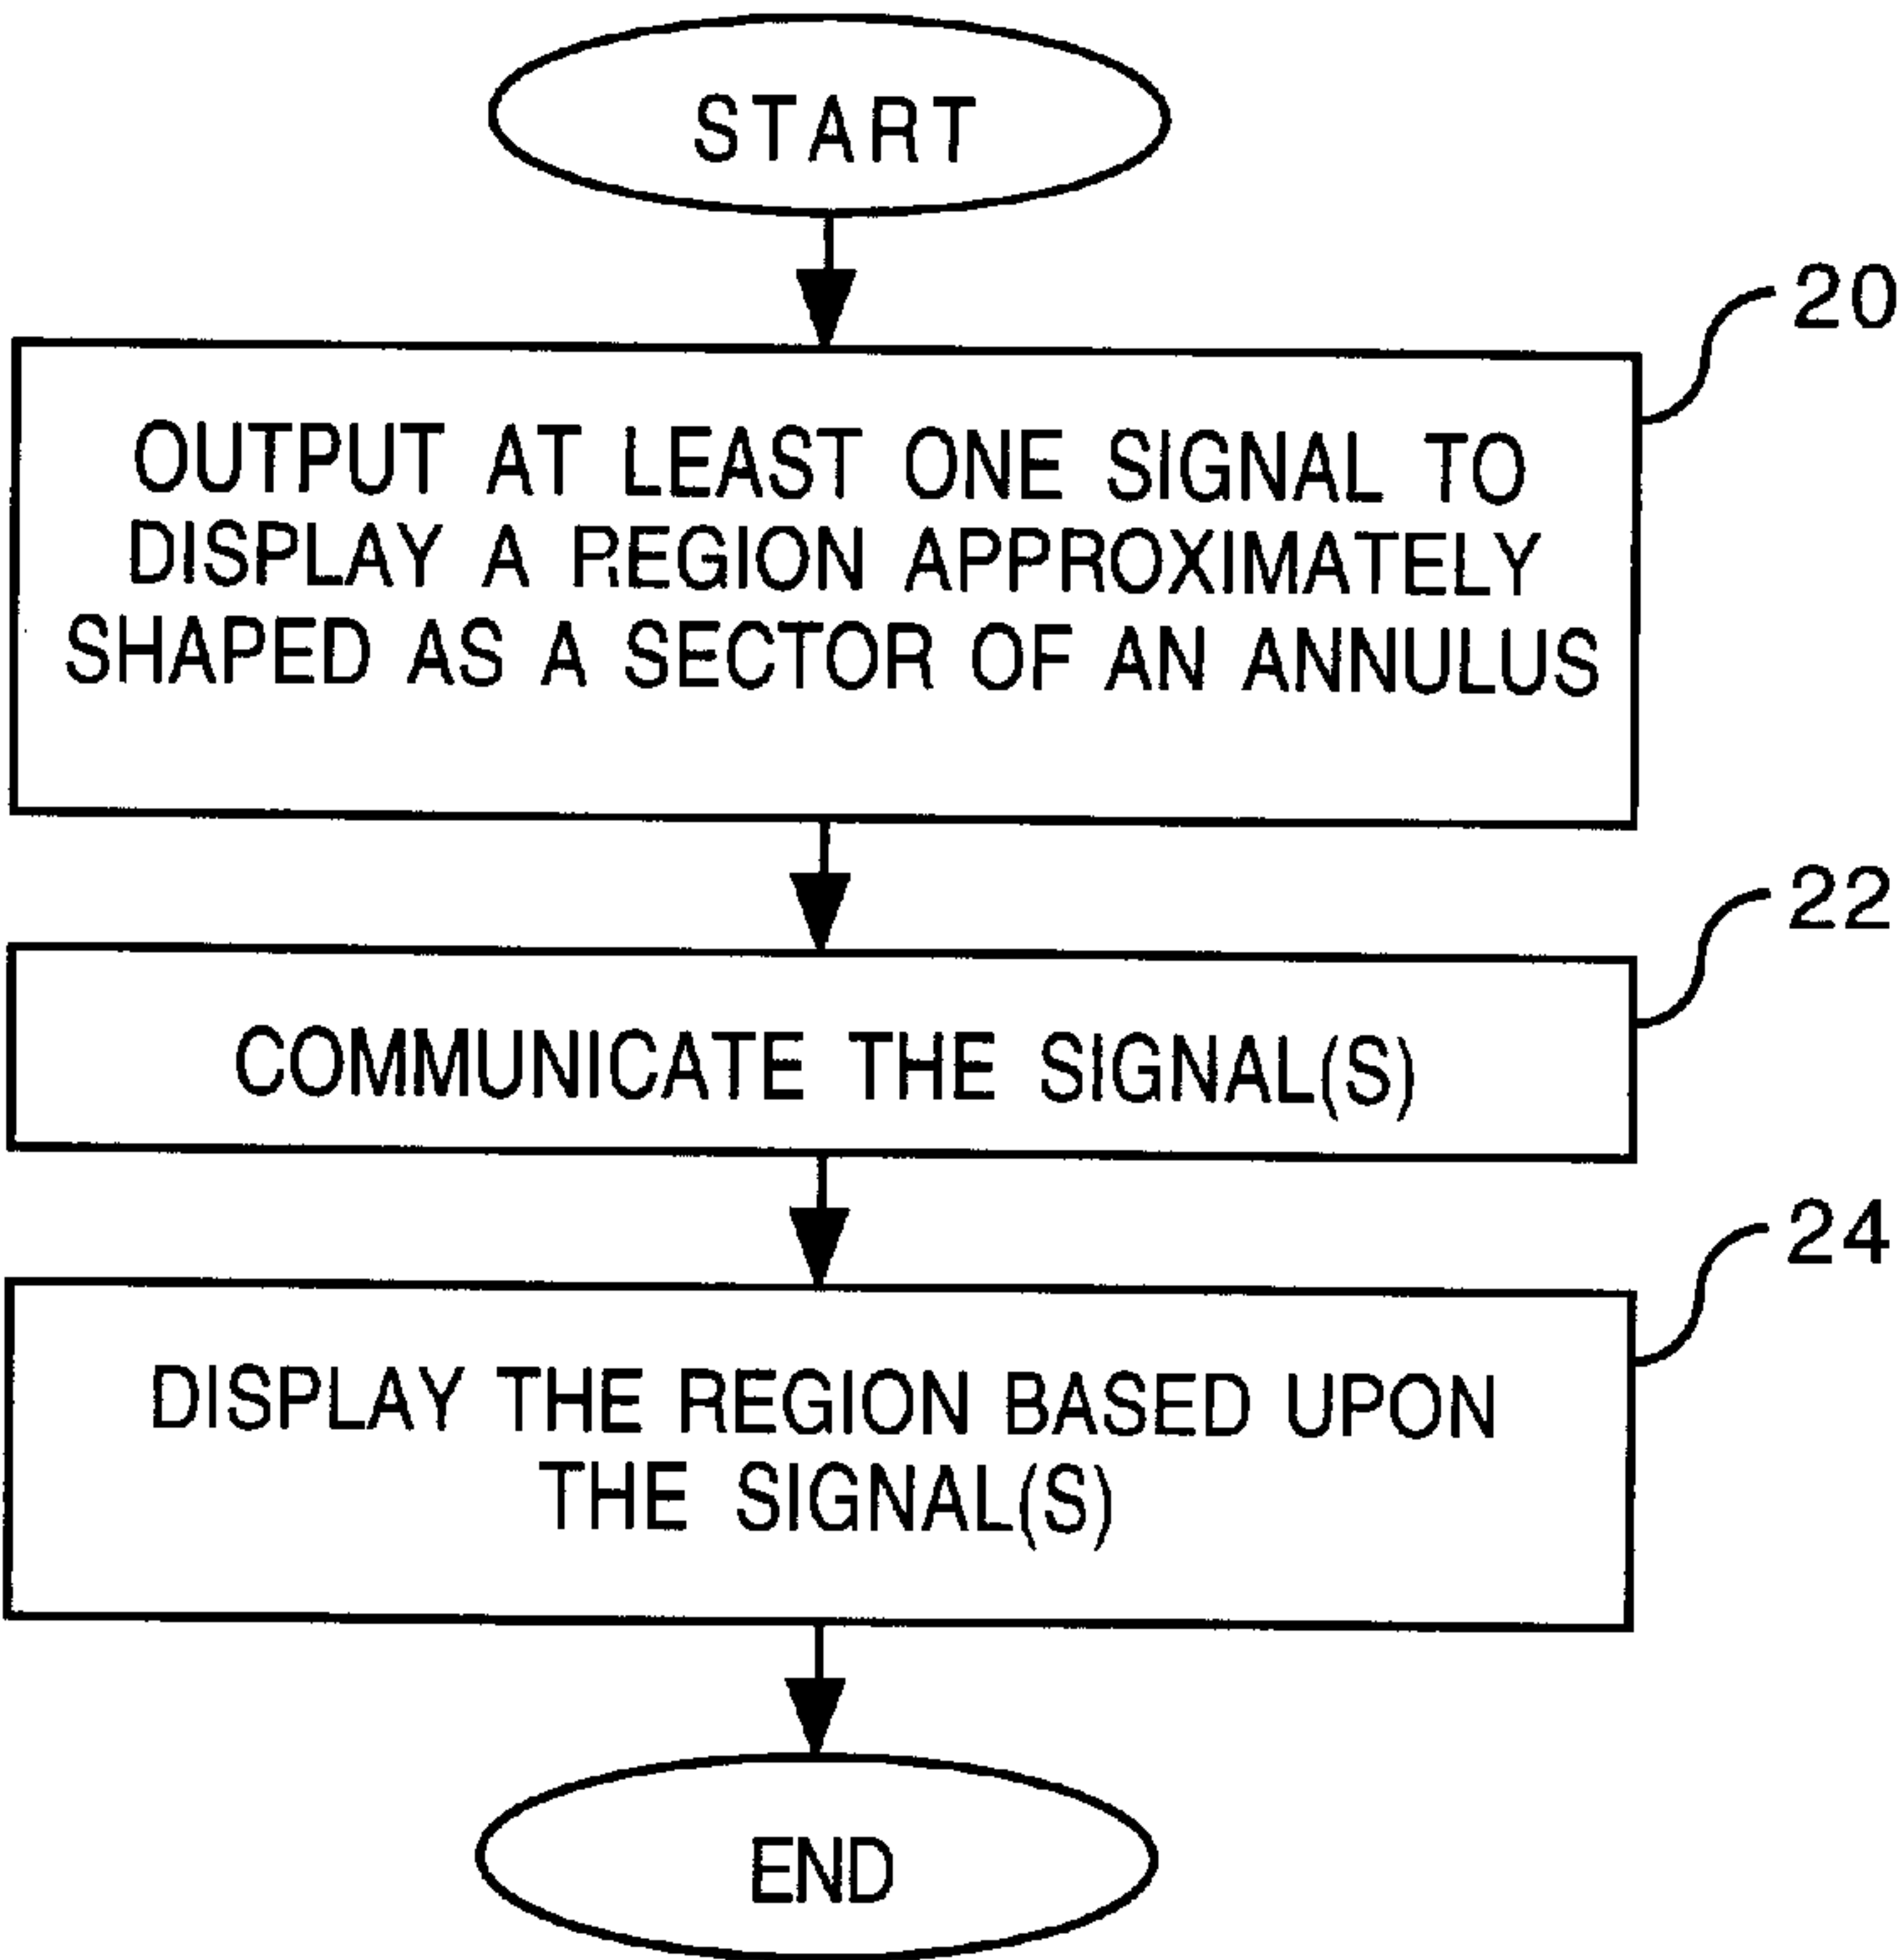 START
20
OUTPUT AT LEAST ONE SIGNAL TO
DISPLAY A REGION APPROXIMATELY
SHAPED AS A SECTOR OF AN ANNULUS
22
COMMUNICATE THE SIGNAL(S)
24
DISPLAY THE REGION BASED UPON
THE SIGNAL(S)
END